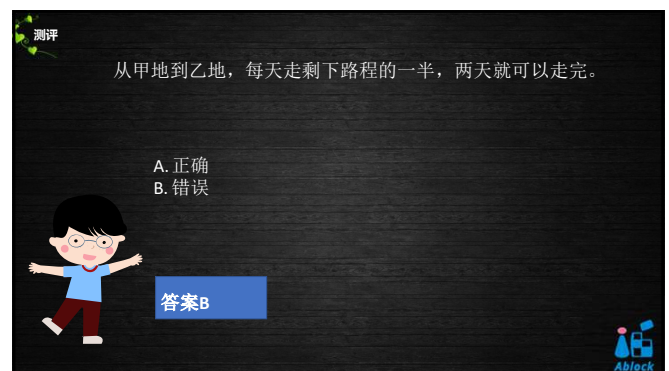 测评
从甲地到乙地，每天走剩下路程的一半，两天就可以走完。
A. 正确
B. 错误
答案B
Ablock